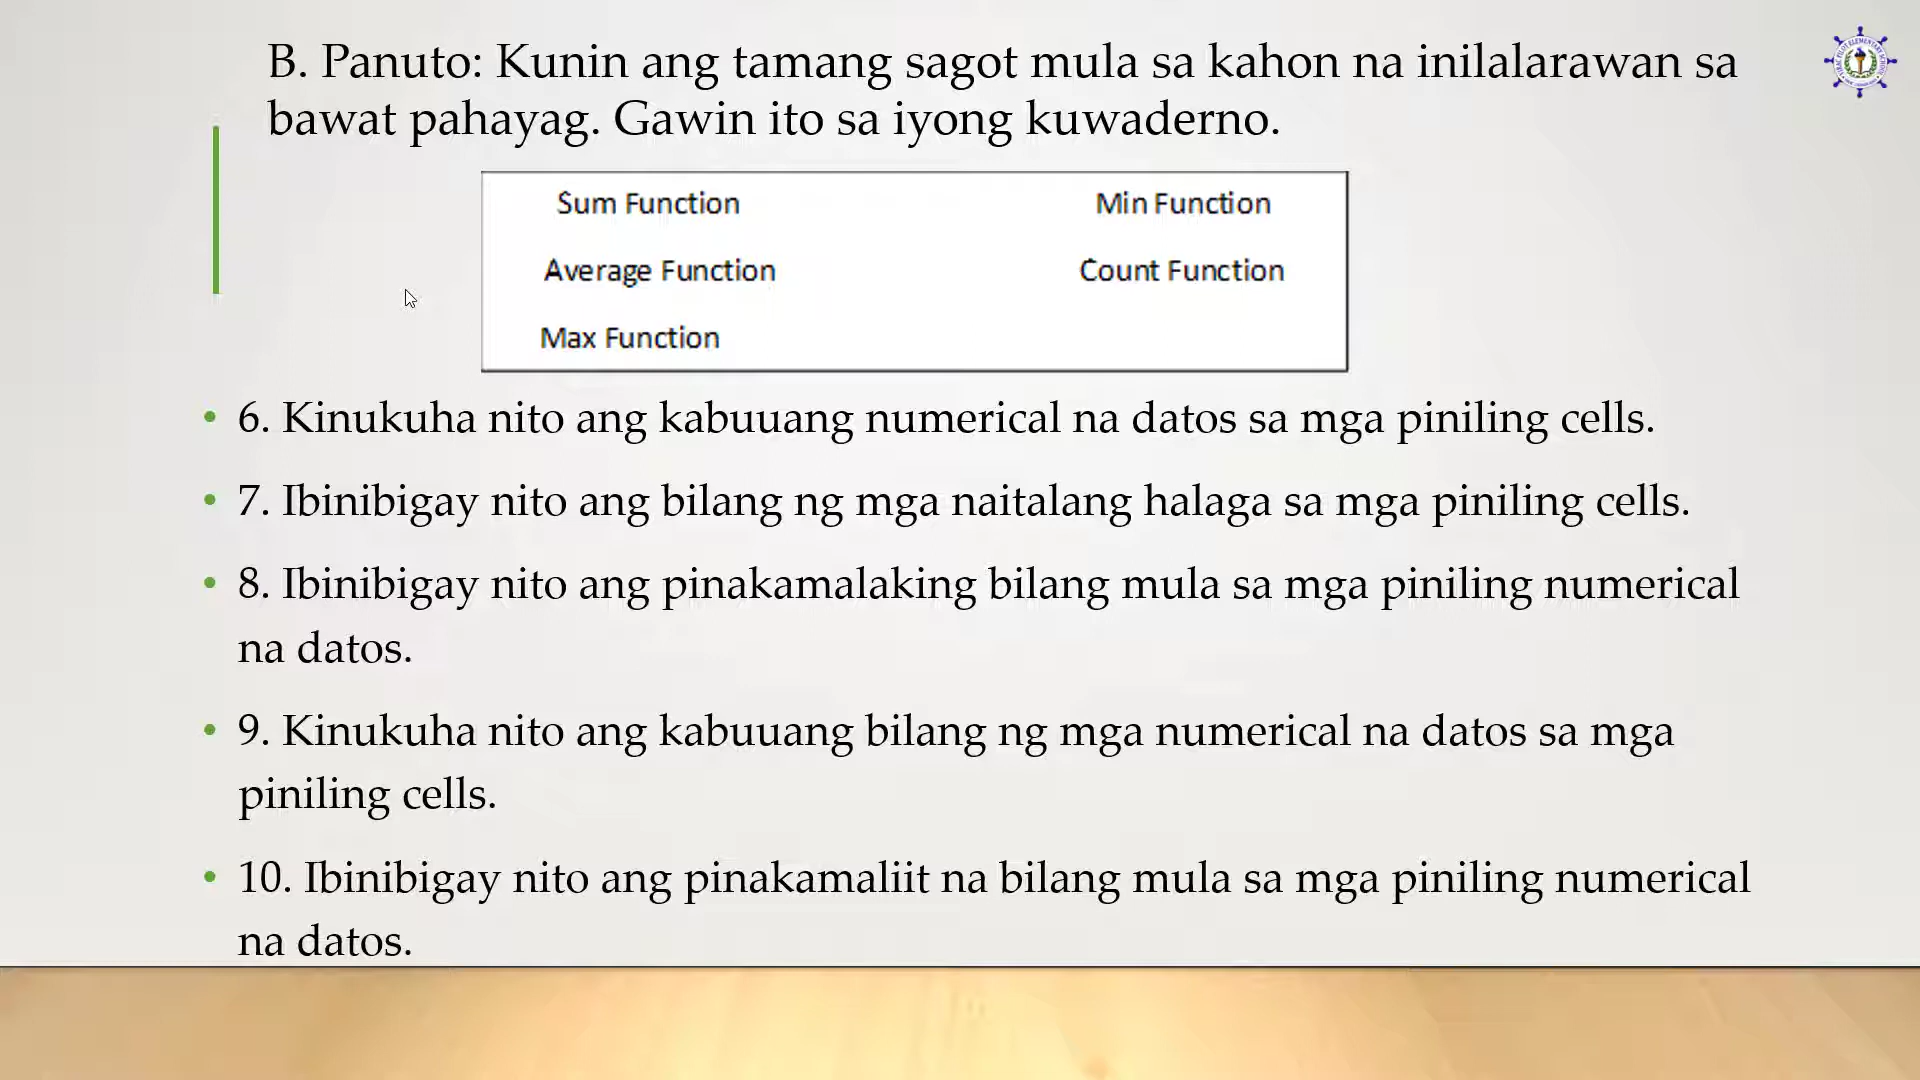 B. Panuto: Kunin ang tamang sagot mula sa kahon na inilalarawan sa
bawat pahayag. Gawin ito sa iyong kuwaderno.
Sum Function
Min Function
Average Function
Count Function
Max Function
• 6. Kinukuha nito ang kabuuang numerical na datos sa mga piniling cells.
• 7. Ibinibigay nito ang bilang ng mga naitalang halaga sa mga piniling cells.
• 8. Ibinibigay nito ang pinakamalaking bilang mula sa mga piniling numerical
na datos.
• 9. Kinukuha nito ang kabuuang bilang ng mga numerical na datos sa mga
piniling cells.
• 10. Ibinibigay nito ang pinakamaliit na bilang mula sa mga piniling numerical
na datos.